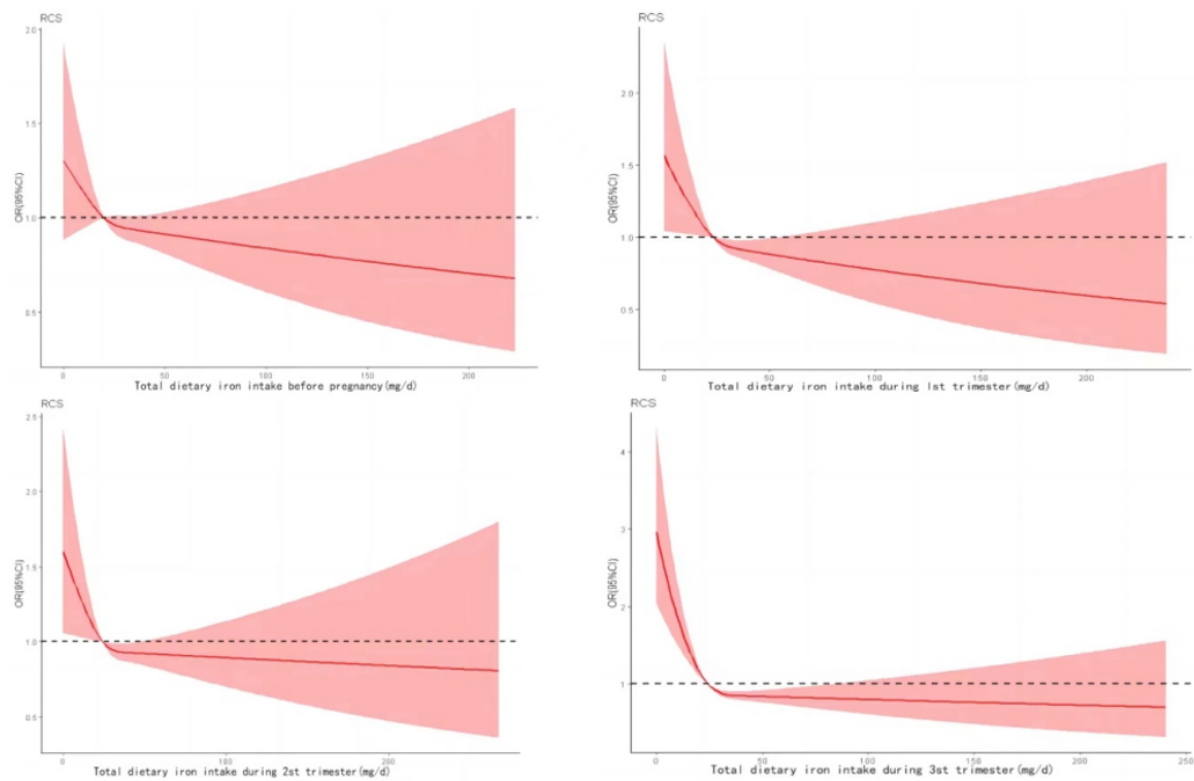 RCS
2.0
1.5
1.0
0.5
OR(95%CI)
0 50 100 150 200
Total dietary iron intake before pregnancy(mg/d)
RCS
2.0
1.5
1.0
0.5
OR(95%CI)
0 50 100 150 200
Total dietary iron intake during 1st trimester(mg/d)
RCS
2.5
2.0
1.5
1.0
0.5
OR(95%CI)
0 100 200
Total dietary iron intake during 2st trimester(mg/d)
RCS
4
3
2
1
OR(95%CI)
0 50 100 150 200 250
Total dietary iron intake during 3st trimester(mg/d)